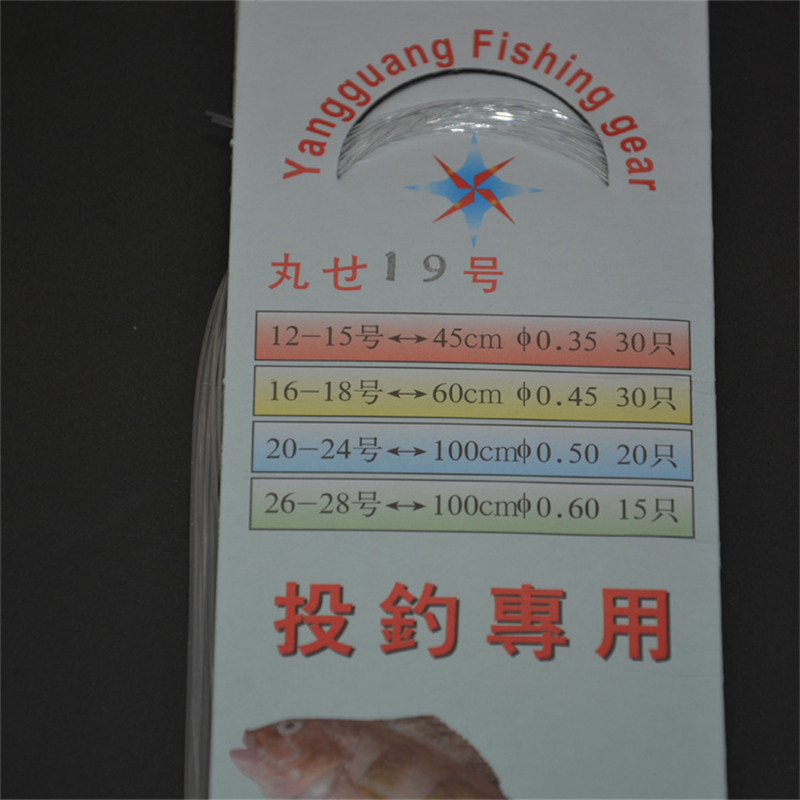 Yangguang Fishing gear
丸せ19号
12-15号↔45cm φ0.35 30只
16-18号↔60cm φ0.45 30只
20-24号↔100cmφ0.50 20只
26-28号↔100cmφ0.60 15只
投釣專用